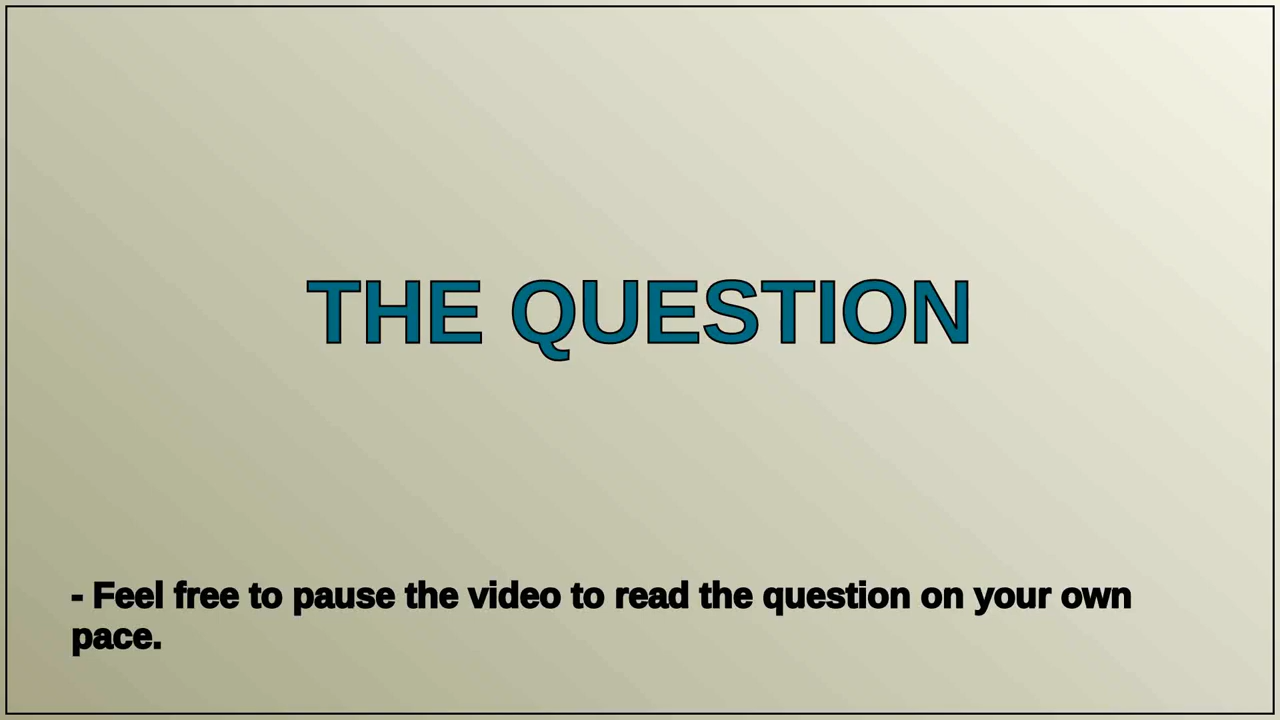 THE QUESTION
- Feel free to pause the video to read the question on your own
pace.